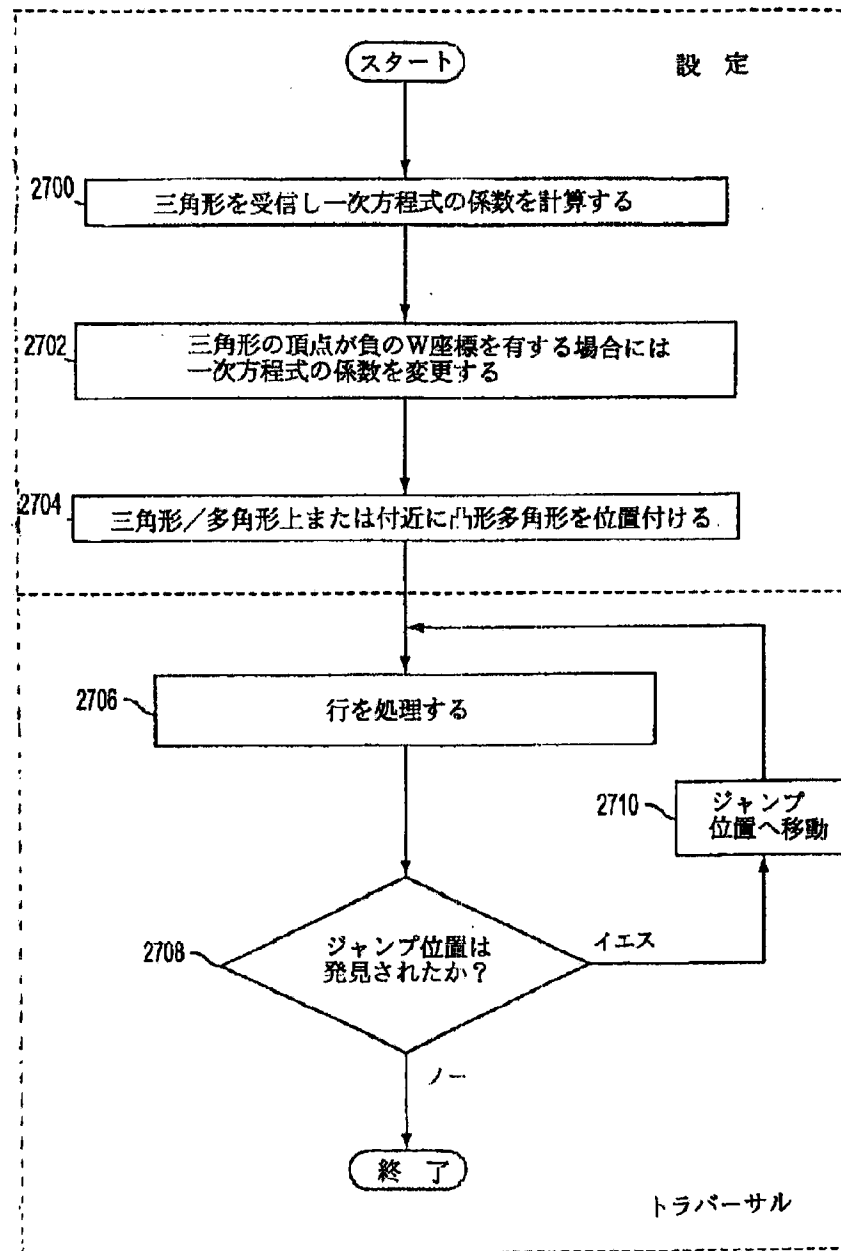 スタート
設 定
2700
三角形を受信し一次方程式の係数を計算する
2702
三角形の頂点が負のW座標を有する場合には
一次方程式の係数を変更する
2704
三角形／多角形上または付近に凸形多角形を位置付ける
2706
行を処理する
2710
ジャンプ
位置へ移動
2708
ジャンプ位置は
発見されたか？
イエス
ノー
終 了
トラバーサル